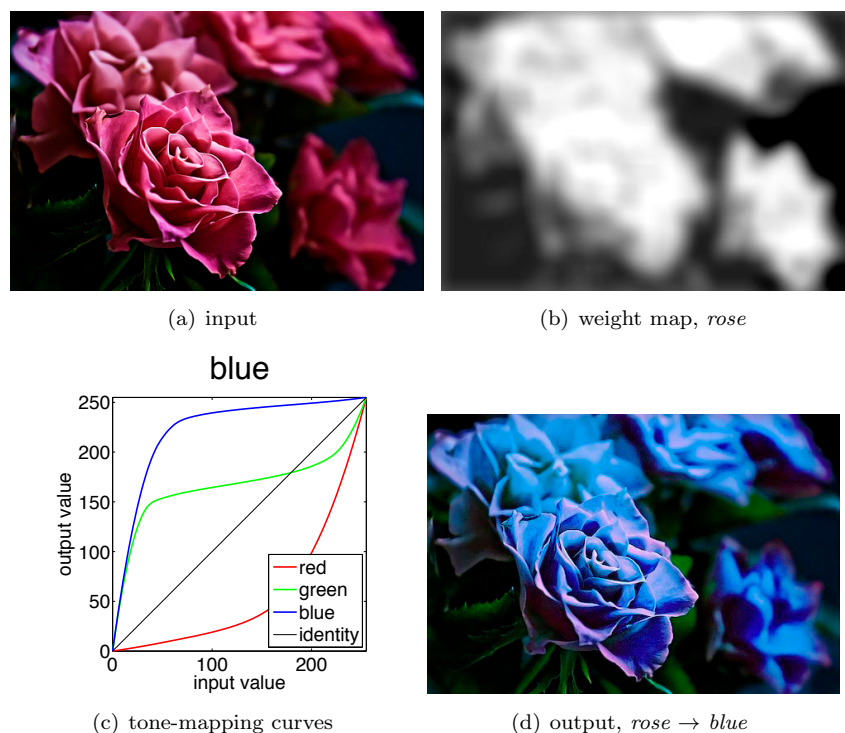 (a) input
(b) weight map, rose
blue
250
200
150
100
50
0
output value
red
green
blue
identity
0 100 200
input value
(c) tone-mapping curves
(d) output, rose → blue